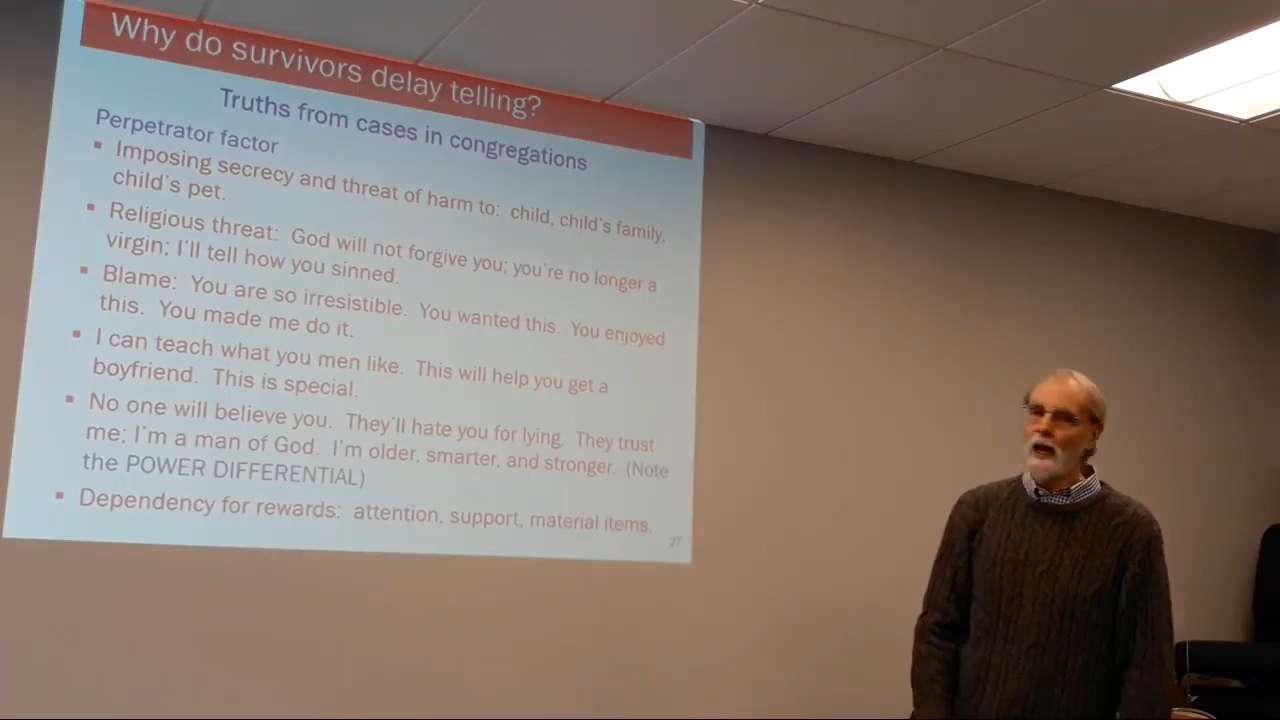 Why do survivors delay telling?
Truths from cases in congregations
Perpetrator factor
▪ Imposing secrecy and threat of harm to: child, child's family,
child's pet.
▪ Religious threat: God will not forgive you; you're no longer a
virgin; I'll tell how you sinned.
▪ Blame: You are so irresistible. You wanted this. You enjoyed
this. You made me do it.
▪ I can teach what you men like. This will help you get a
boyfriend. This is special.
▪ No one will believe you. They'll hate you for lying. They trust
me; I'm a man of God. I'm older, smarter, and stronger. (Note
the POWER DIFFERENTIAL)
▪ Dependency for rewards: attention, support, material items.
27